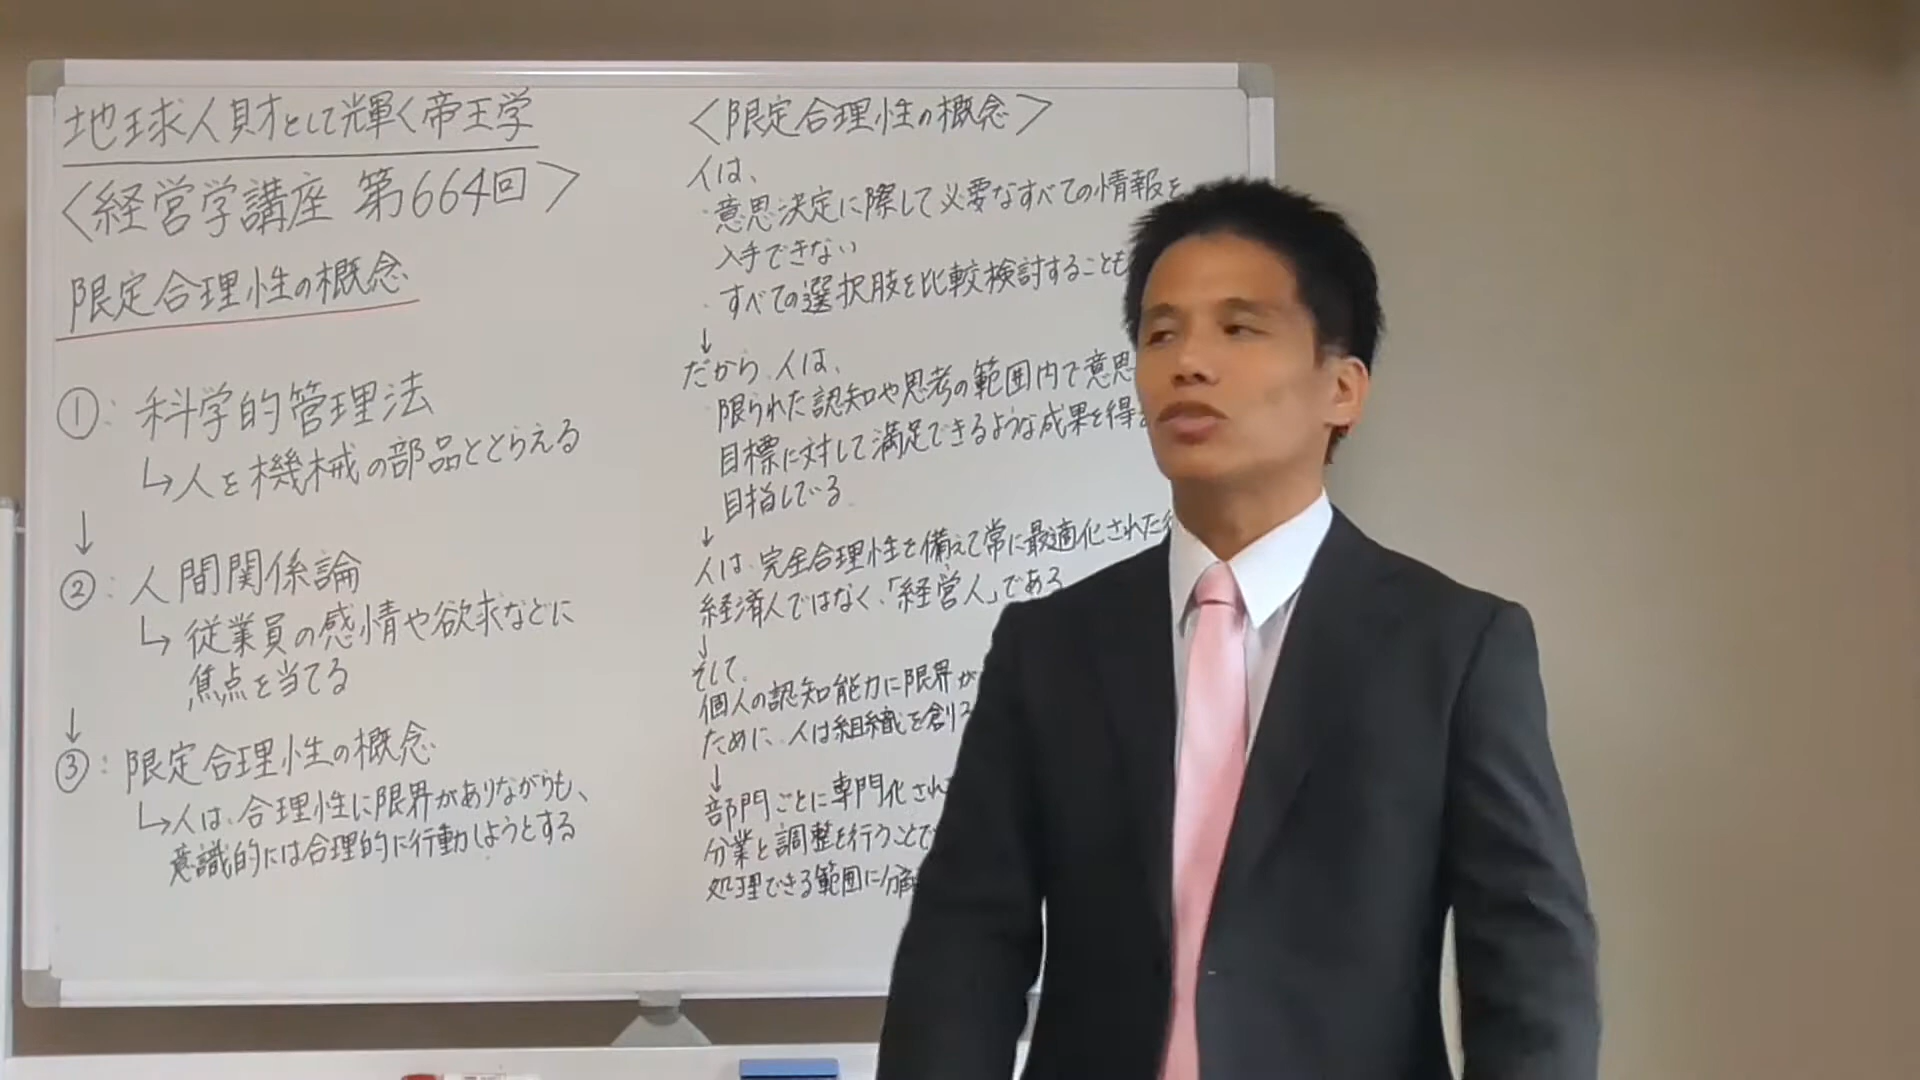 地球人財として輝く帝王学
〈経営学講座 第664回〉
限定合理性の概念
①：科学的管理法
↳人を機械の部品ととらえる
↓
②：人間関係論
↳従業員の感情や欲求などに
焦点を当てる
↓
③：限定合理性の概念
↳人は、合理性に限界がありながらも、
意識的には合理的に行動しようとする
〈限定合理性の概念〉
人は、
・意思決定に際して必要なすべての情報を
入手できない
・すべての選択肢を比較検討することも
↓
だから、人は、
・限られた認知や思考の範囲内で意思
目標に対して満足できるような成果を得
目指している
↓
人は、完全合理性を備えて常に最適化された
経済人ではなく、「経営人」である
↓
そして、
個人の認知能力に限界が
ために、人は組織を創
↓
部門ごとに専門化され
分業と調整を行うことで
処理できる範囲に分